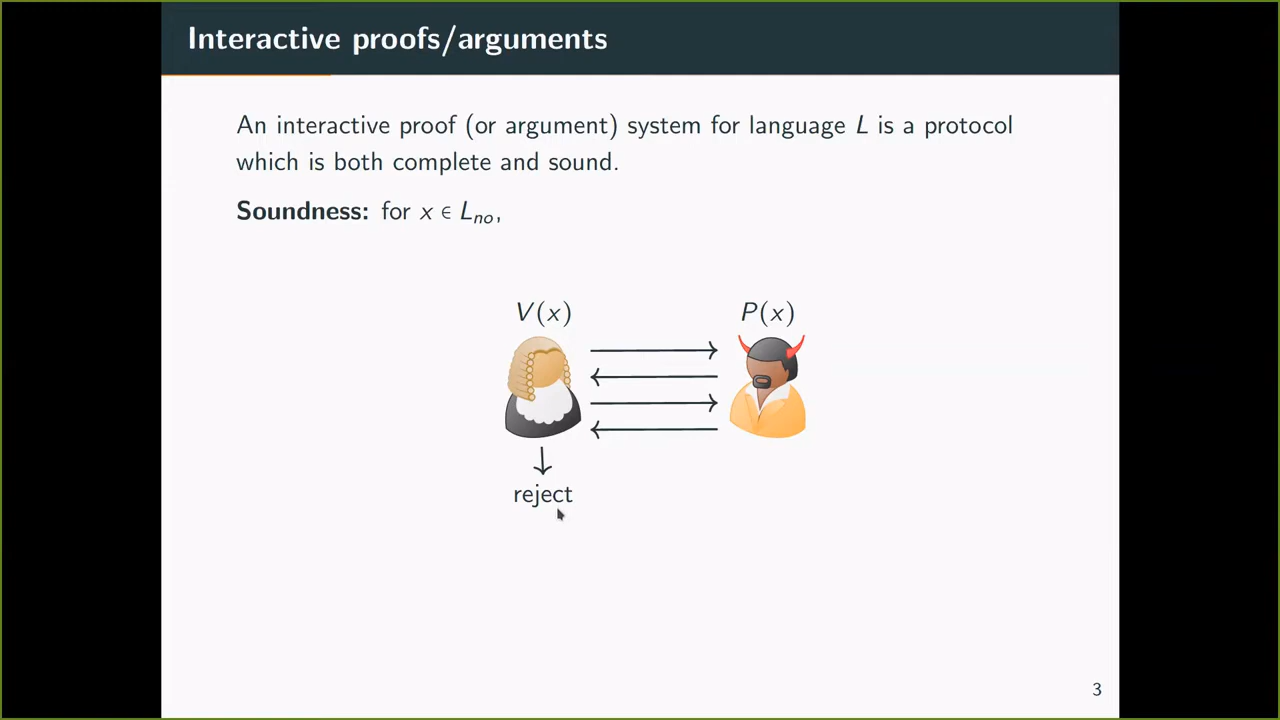 Interactive proofs/arguments
An interactive proof (or argument) system for language L is a protocol
which is both complete and sound.
Soundness: for x ∈ L_no,
V(x) P(x)
reject
3